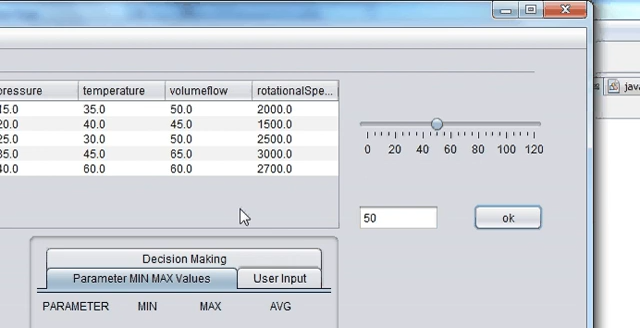 java
pressure temperature volumeflow rotationalSpe...
15.0 35.0 50.0 2000.0
20.0 40.0 45.0 1500.0
25.0 30.0 50.0 2500.0
35.0 45.0 65.0 3000.0
40.0 60.0 60.0 2700.0
0 20 40 60 80 100 120
50 ok
Decision Making
Parameter MIN MAX Values User Input
PARAMETER MIN MAX AVG